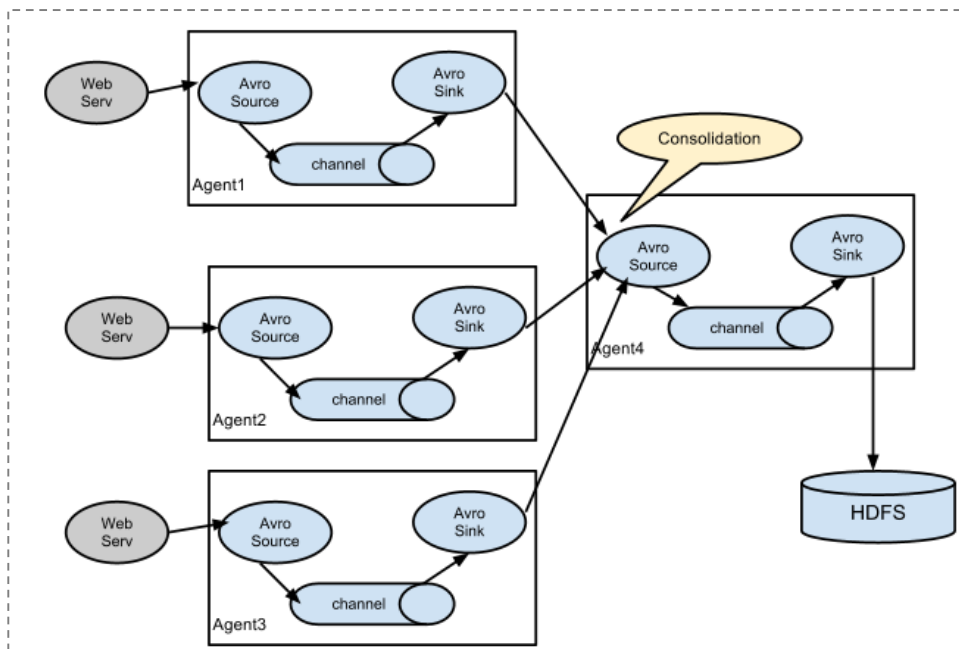 Web
Serv
Avro
Source
Avro
Sink
channel
Agent1
Consolidation
Avro
Source
Avro
Sink
channel
Agent4
Web
Serv
Avro
Source
Avro
Sink
channel
Agent2
Web
Serv
Avro
Source
Avro
Sink
channel
Agent3
HDFS